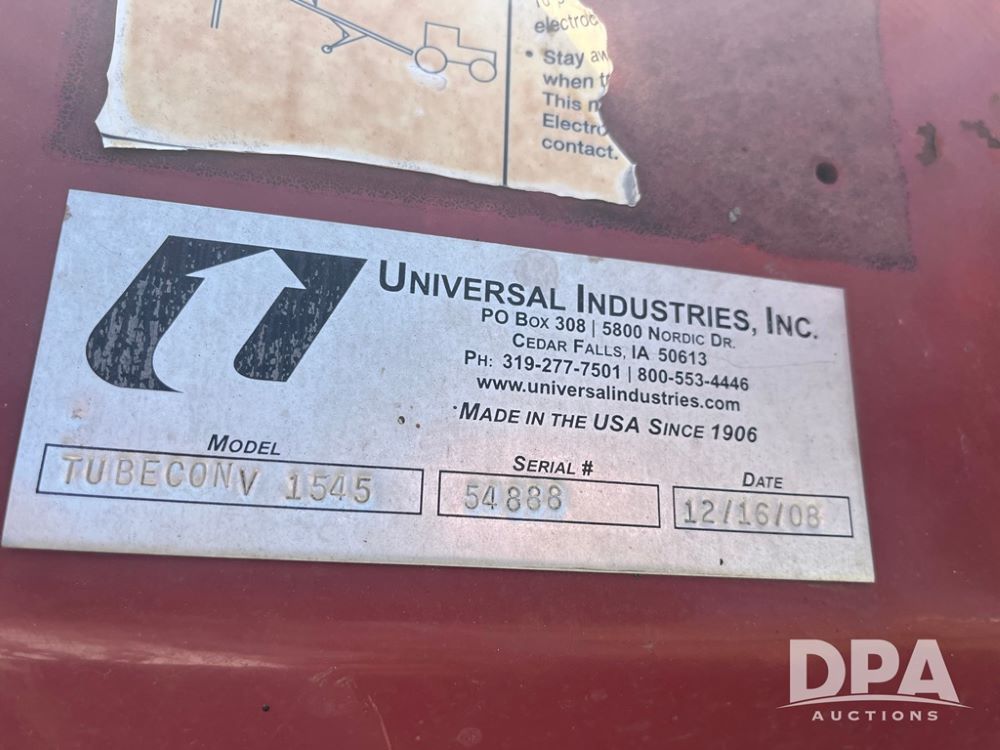 electrod
• Stay aw
when
This
Electro
contact.
UNIVERSAL INDUSTRIES, INC.
PO BOX 308 | 5800 NORDIC DR.
CEDAR FALLS, IA 50613
PH: 319-277-7501 | 800-553-4446
www.universalindustries.com
MADE IN THE USA SINCE 1906
MODEL
TUBECONV 1545
SERIAL #
54888
DATE
12/16/08
DPA
AUCTIONS